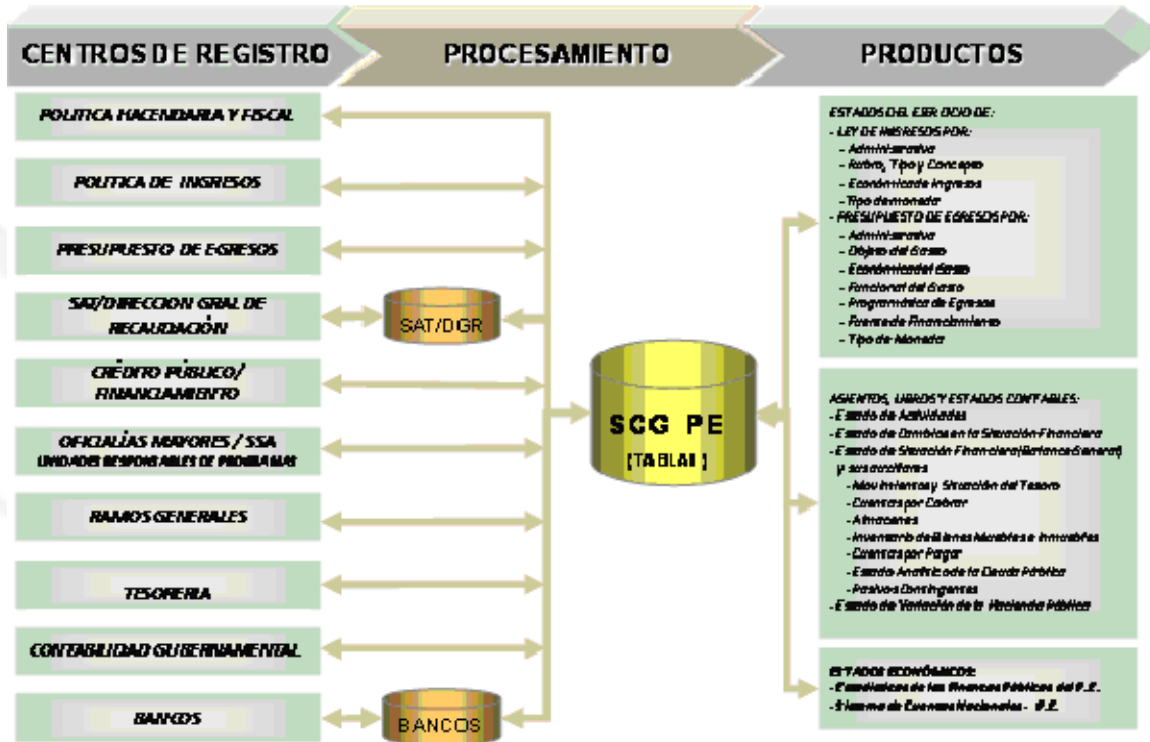 CENTROS DE REGISTRO
PROCESAMIENTO
PRODUCTOS
POLITICA HACENDARIA Y FISCAL
POLITICA DE INGRESOS
PRESUPUESTO DE EGRESOS
SAT/DIRECCION GRAL DE
RECAUDACIÓN
CRÉDITO PÚBLICO/
FINANCIAMIENTO
OFICIALÍAS MAYORES / SSA
UNIDADES RESPONSABLES DE PROGRAMAS
RAMOS GENERALES
TESORERIA
CONTABILIDAD GUBERNAMENTAL
BANCOS
SAT/DGR
BANCOS
SCG PE
(TABLAS)
ESTADOS DEL EJERCICIO DE:
- LEY DE INGRESOS POR:
- Administrativa
- Rubro, Tipo y Concepto
- Económica de Ingresos
- Tipo de moneda
- PRESUPUESTO DE EGRESOS POR:
- Administrativa
- Objeto del Gasto
- Económica del Gasto
- Funcional del Gasto
- Programática de Egresos
- Fuente de Financiamiento
- Tipo de Moneda
ASIENTOS, LIBROS Y ESTADOS CONTABLES:
- Estado de Actividades
- Estado de Cambios en la Situación Financiera
- Estado de Situación Financiera (Balance General)
y sus auxiliares
- Movimientos y Situación del Tesoro
- Cuentas por Cobrar
- Almacenes
- Inventario de Bienes Muebles e Inmuebles
- Cuentas por Pagar
- Estado Analítico de la Deuda Pública
- Pasivos Contingentes
- Estado de Variación de la Hacienda Pública
ESTADOS ECONÓMICOS:
- Estadísticas de las Finanzas Públicas del P.E.
- Sistema de Cuentas Nacionales - P.E.